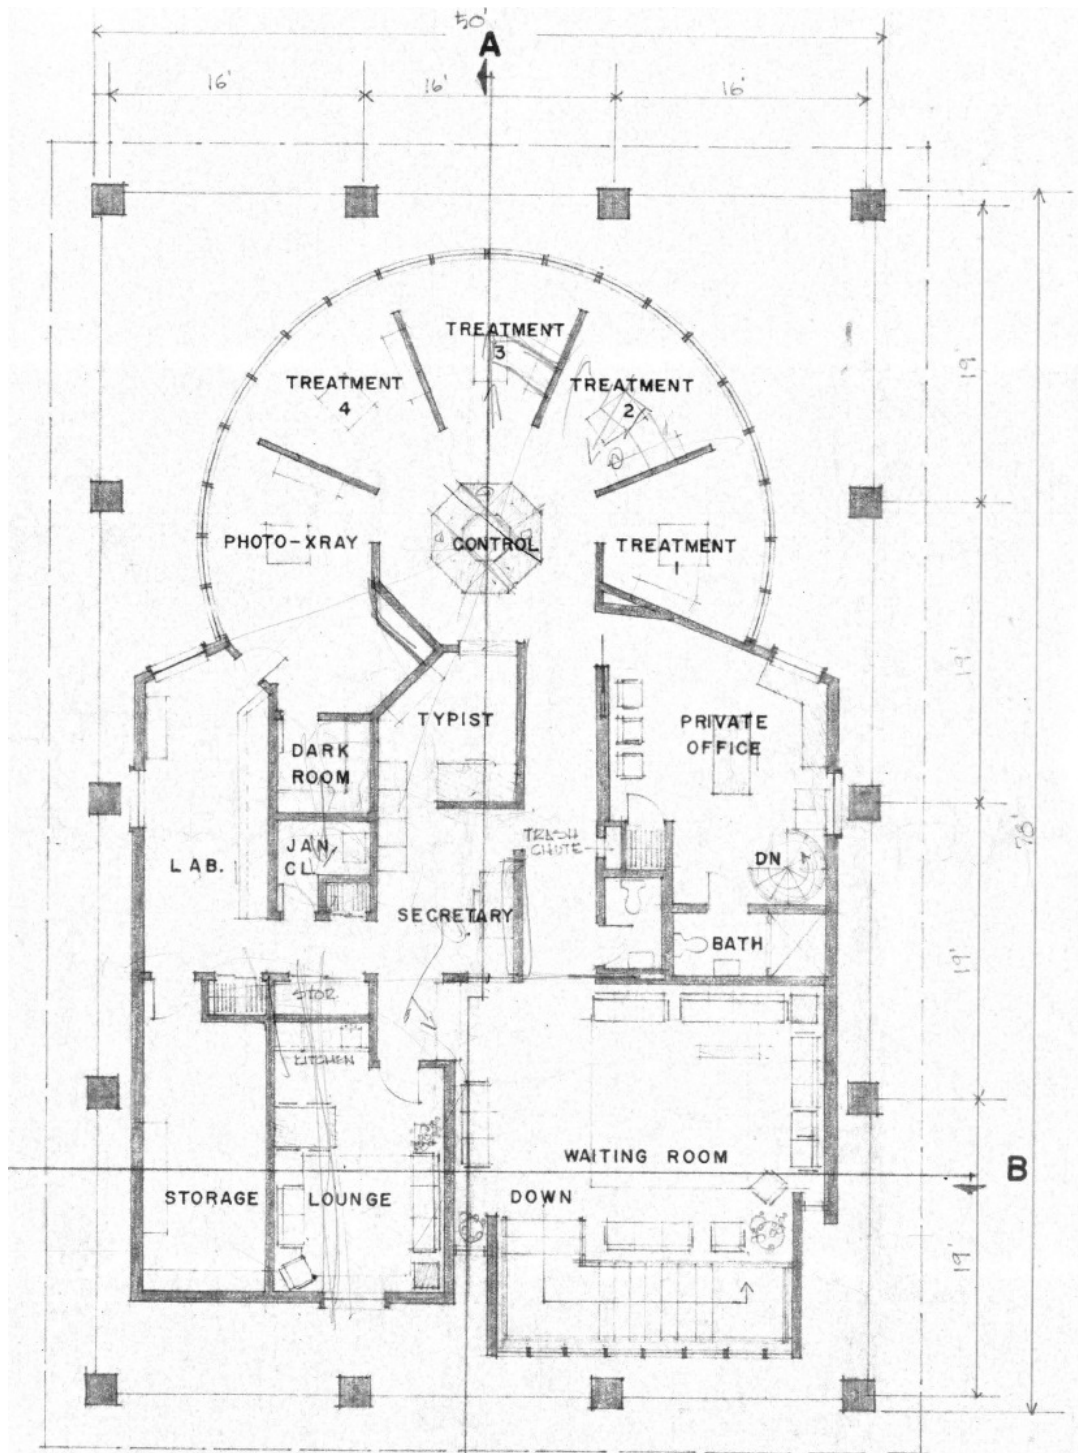 50'
A
16'
16'
16'
TREATMENT
3
TREATMENT
4
TREATMENT
2
19'
PHOTO-XRAY
CONTROL
TREATMENT
1
19'
TYPIST
PRIVATE
OFFICE
DARK
ROOM
78'
TRASH
CHUTE
JAN.
CL.
LAB.
DN
SECRETARY
BATH
19'
STOR
KITCHEN
WAITING ROOM
B
STORAGE
LOUNGE
DOWN
19'